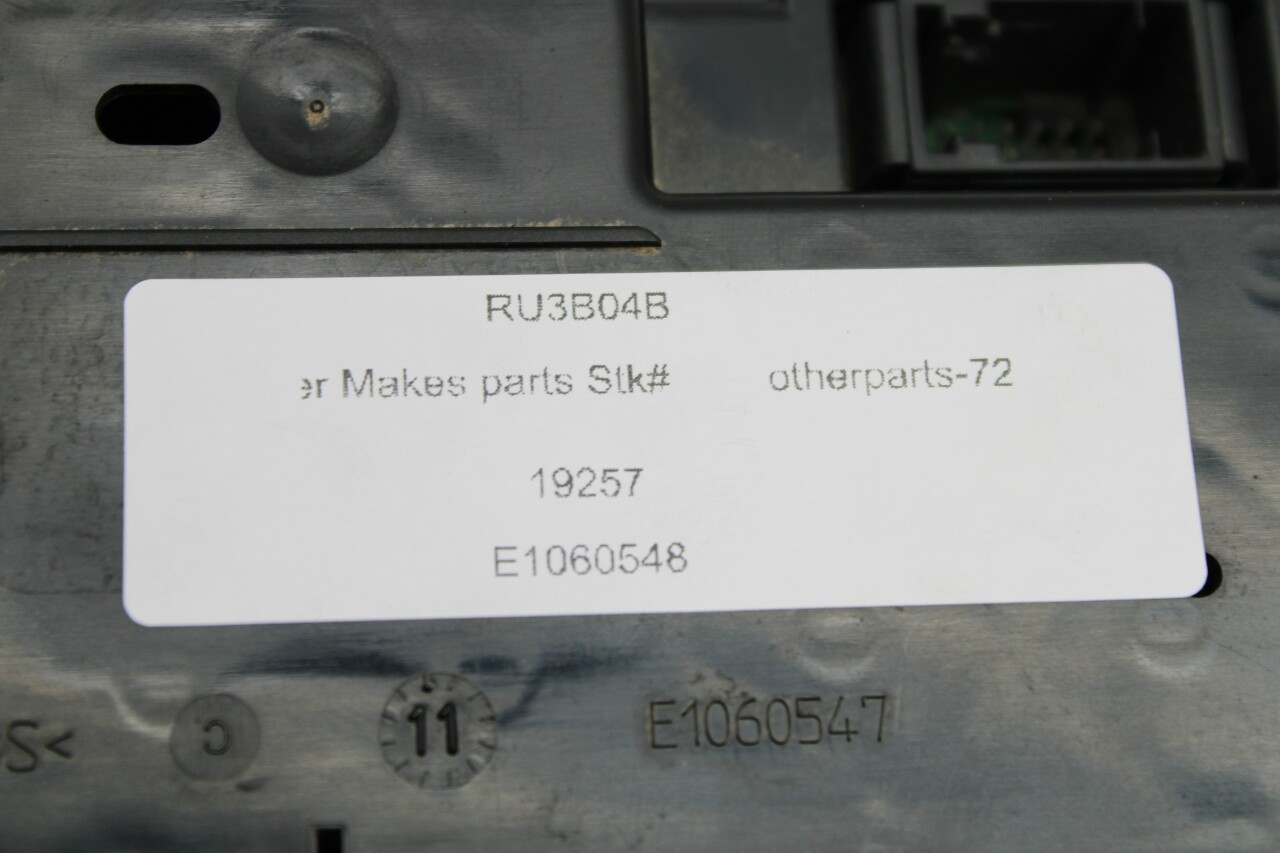 RU3B04B
er Makes parts Stk# otherparts-72
19257
E1060548
S<
C
11
E1060547